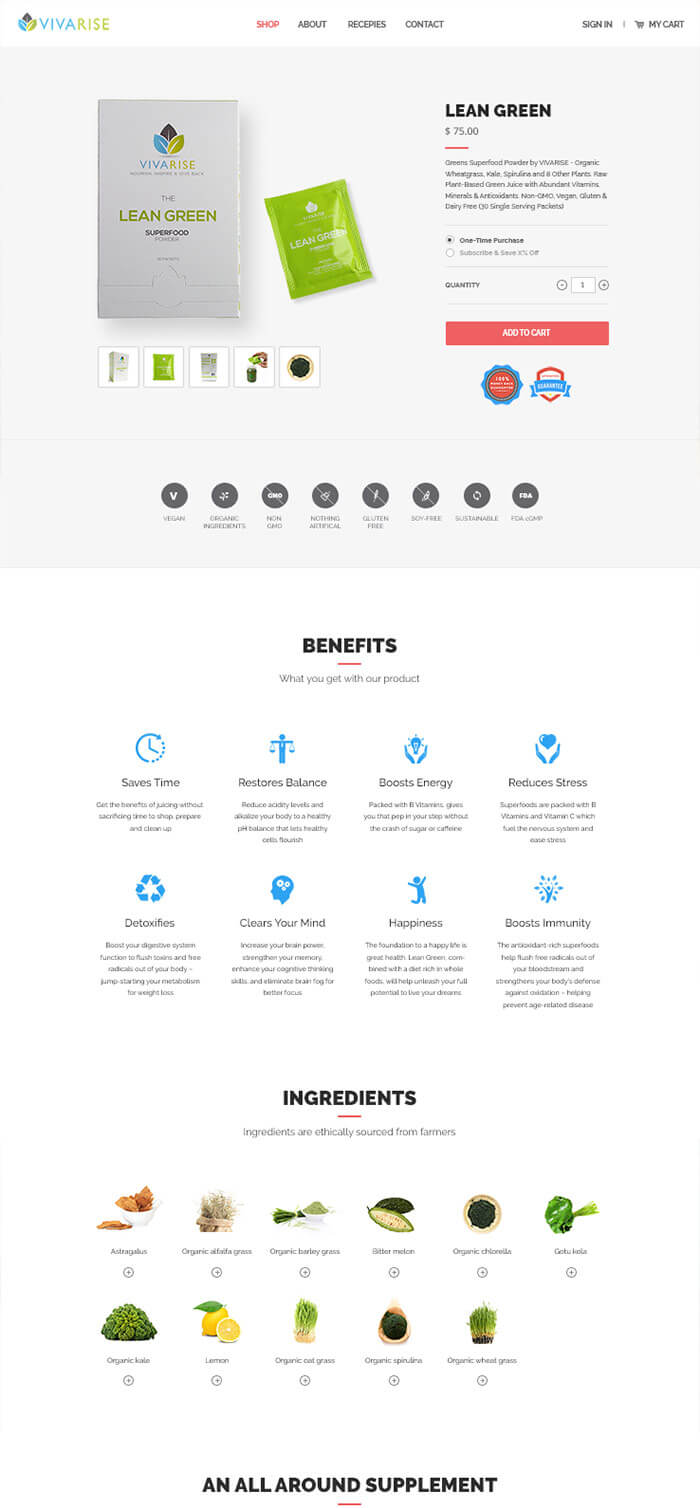 VIVARISE
SHOP ABOUT RECEPIES CONTACT
SIGN IN | MY CART
VIVARISE
NOURISH, INSPIRE & GIVE BACK
THE
LEAN GREEN
SUPERFOOD
POWDER
VIVARISE
THE
LEAN GREEN
SUPERFOOD
POWDER
LEAN GREEN
$ 75.00
Greens Superfood Powder by VIVARISE - Organic
Wheatgrass, Kale, Spirulina and 8 Other Plants. Raw
Plant-Based Green Juice with Abundant Vitamins,
Minerals & Antioxidants. Non-GMO, Vegan, Gluten &
Dairy Free (30 Single Serving Packets)
One-Time Purchase
Subscribe & Save X% Off
QUANTITY
1
ADD TO CART
100%
MONEY BACK
GUARANTEE
GUARANTEE
V
GMO
FDA
VEGAN
ORGANIC
INGREDIENTS
NON
GMO
NOTHING
ARTIFICAL
GLUTEN
FREE
SOY-FREE
SUSTAINABLE
FDA cGMP
BENEFITS
What you get with our product
Saves Time
Get the benefits of juicing without
sacrificing time to shop, prepare
and clean up
Restores Balance
Reduce acidity levels and
alkalize your body to a healthy
pH balance that lets healthy
cells flourish
Boosts Energy
Packed with B Vitamins, gives
you that pep in your step without
the crash of sugar or caffeine
Reduces Stress
Superfoods are packed with B
Vitamins and Vitamin C which
fuel the nervous system and
ease stress
Detoxifies
Boost your digestive system
function to flush toxins and free
radicals out of your body –
jump-starting your metabolism
for weight loss
Clears Your Mind
Increase your brain power,
strengthen your memory,
enhance your cognitive thinking
skills, and eliminate brain fog for
better focus
Happiness
The foundation to a happy life is
great health. Lean Green, com-
bined with a diet rich in whole
foods, will help unleash your full
potential to live your dreams
Boosts Immunity
The antioxidant-rich superfoods
help flush free radicals out of
your bloodstream and
strengthens your body's defense
against oxidation – helping
prevent age-related disease
INGREDIENTS
Ingredients are ethically sourced from farmers
Astragalus
Organic alfalfa grass
Organic barley grass
Bitter melon
Organic chlorella
Gotu kola
Organic kale
Lemon
Organic oat grass
Organic spirulina
Organic wheat grass
AN ALL AROUND SUPPLEMENT